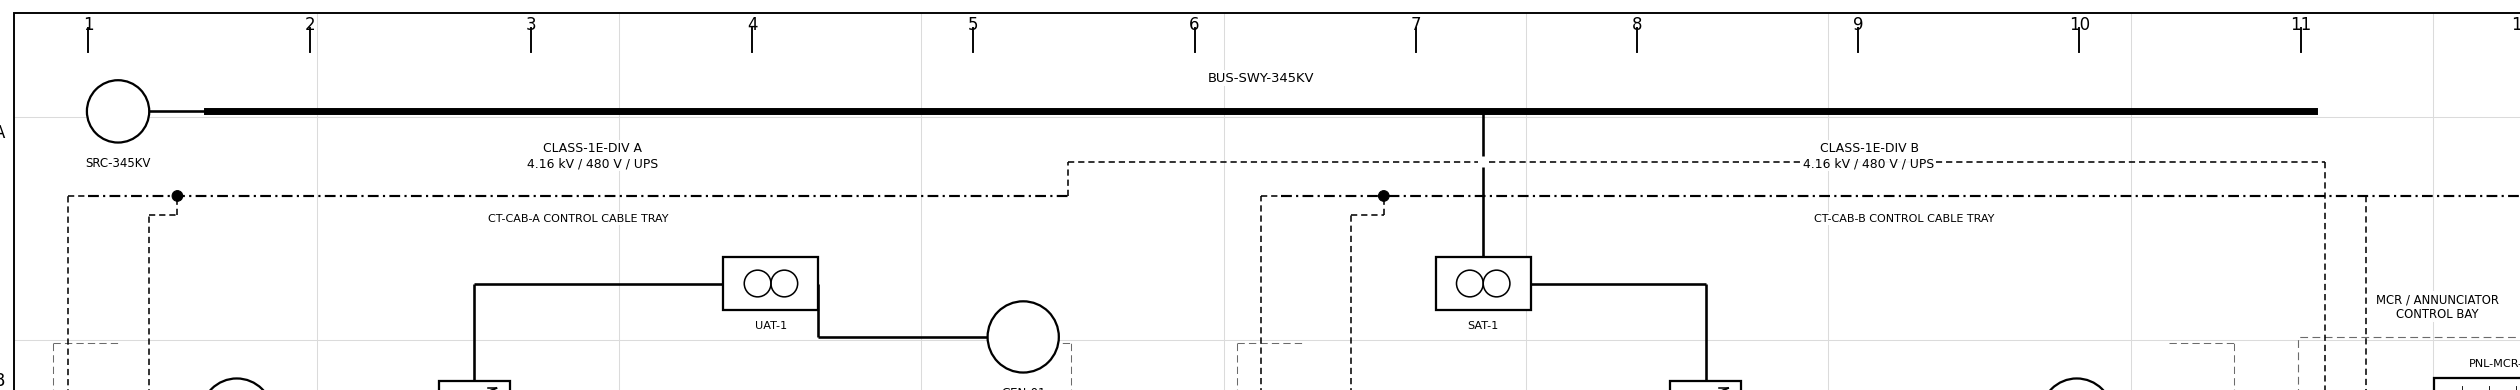 1 2 3 4 5 6 7 8 9 10 11
BUS-SWY-345KV
A
SRC-345KV
CLASS-1E-DIV A
4.16 kV / 480 V / UPS
CLASS-1E-DIV B
4.16 kV / 480 V / UPS
CT-CAB-A CONTROL CABLE TRAY
CT-CAB-B CONTROL CABLE TRAY
UAT-1
SAT-1
MCR / ANNUNCIATOR
CONTROL BAY
PNL-MCR-
B